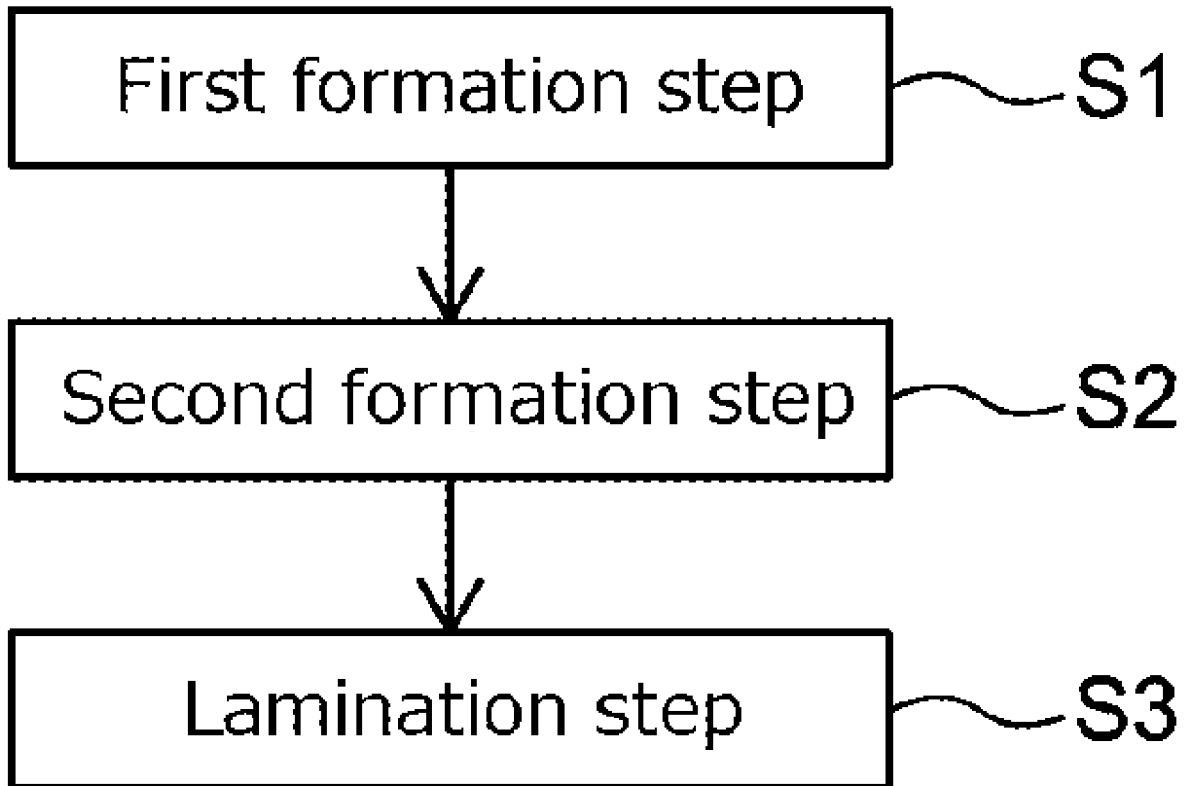 First formation step S1
Second formation step S2
Lamination step S3